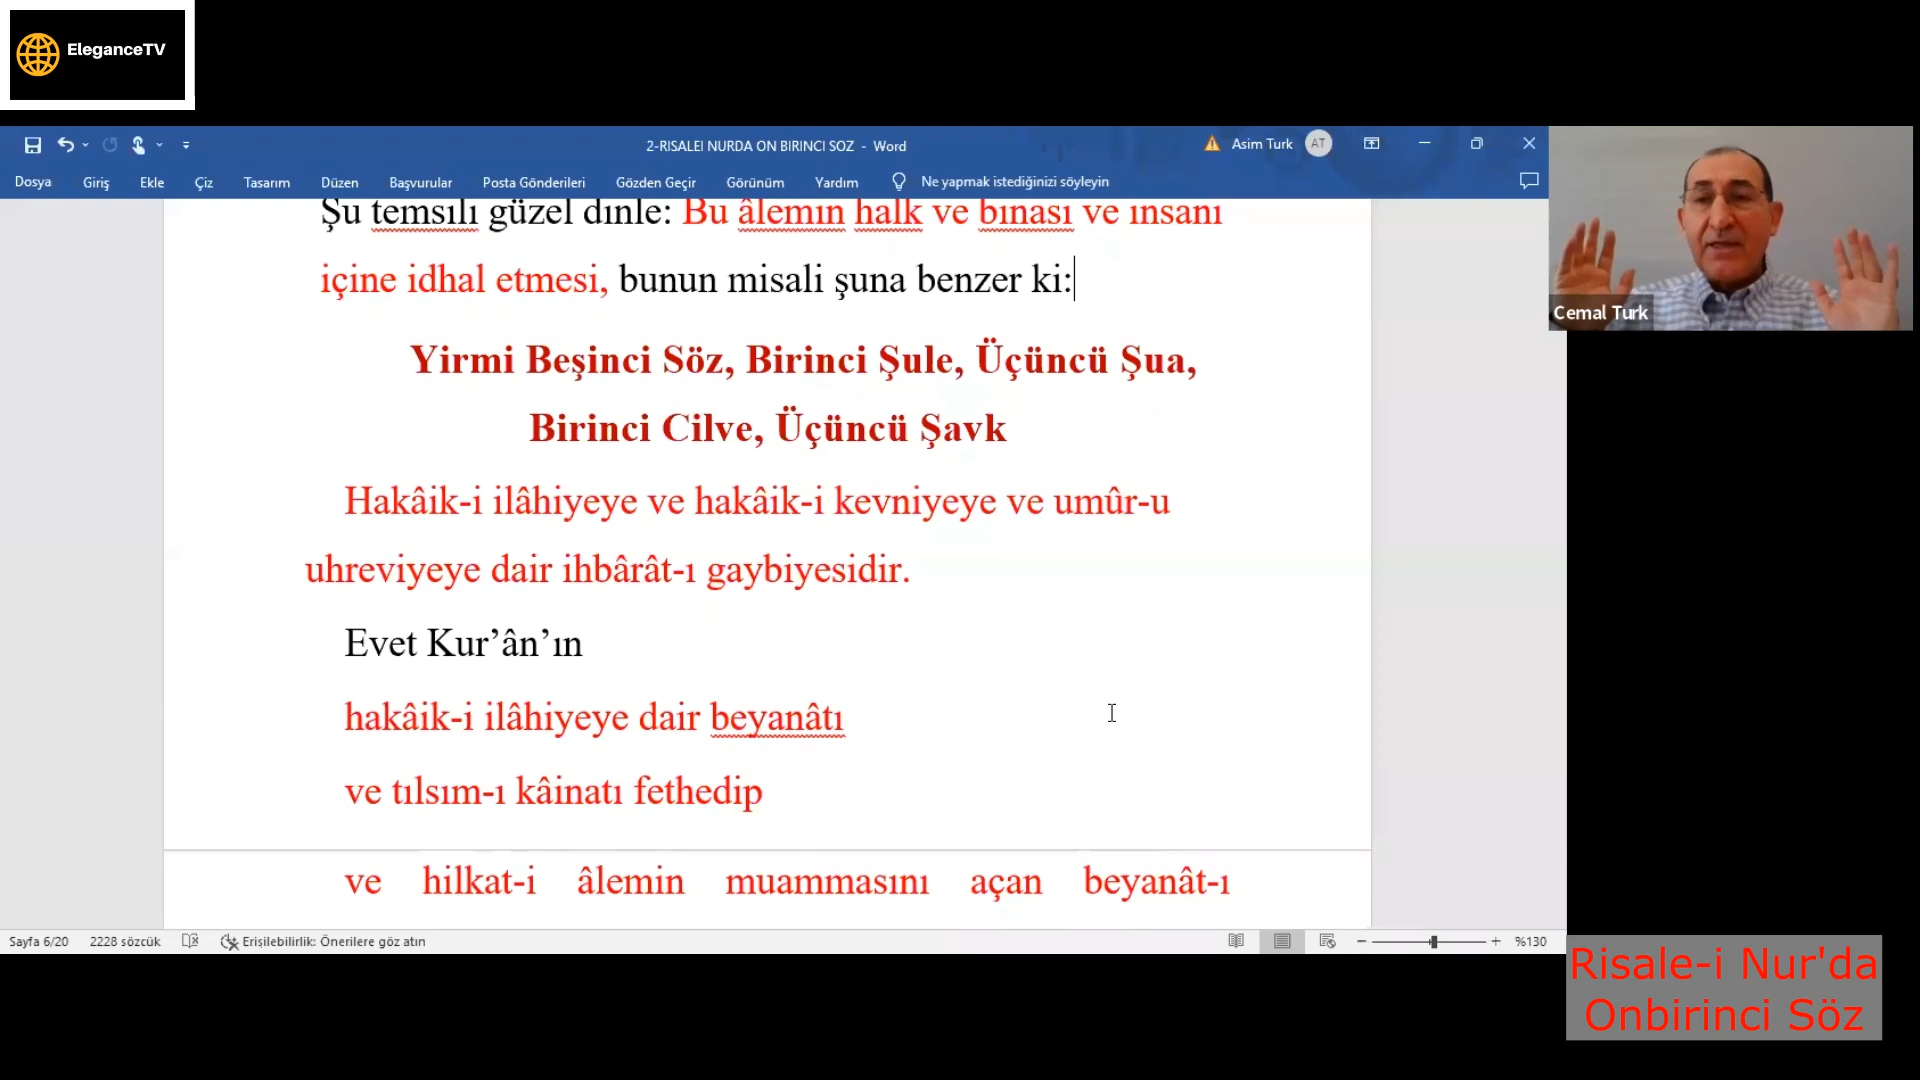 EleganceTV
2-RISALEI NURDA ON BIRINCI SOZ - Word
Asim Turk
AT
Dosya Giriş Ekle Çiz Tasarım Düzen Başvurular Posta Gönderileri Gözden Geçir Görünüm Yardım Ne yapmak istediğinizi söyleyin
Şu temsili güzel dinle: Bu âlemin halk ve binası ve insanı
içine idhal etmesi, bunun misali şuna benzer ki:
Yirmi Beşinci Söz, Birinci Şule, Üçüncü Şua,
Birinci Cilve, Üçüncü Şavk
Hakâik-i ilâhiyeye ve hakâik-i kevniyeye ve umûr-u
uhreviyeye dair ihbârât-ı gaybiyesidir.
Evet Kur’ân’ın
hakâik-i ilâhiyeye dair beyanâtı
ve tılsım-ı kâinatı fethedip
ve hilkat-i âlemin muammasını açan beyanât-ı
Cemal Turk
Sayfa 6/20 2228 sözcük Erişilebilirlik: Önerilere göz atın
%130
Risale-i Nur'da
Onbirinci Söz